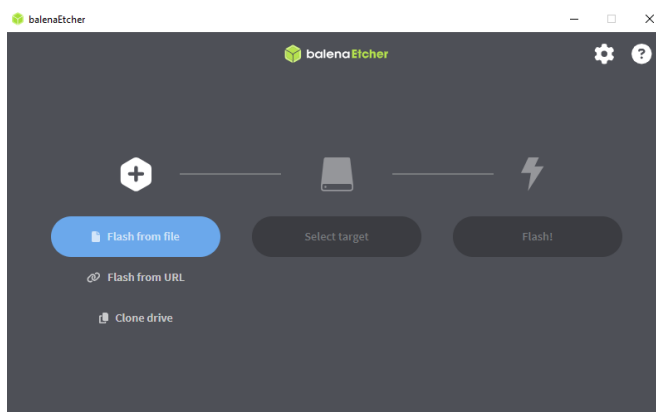 balenaEtcher
balenaEtcher
?
Flash from file
Select target
Flash!
Flash from URL
Clone drive